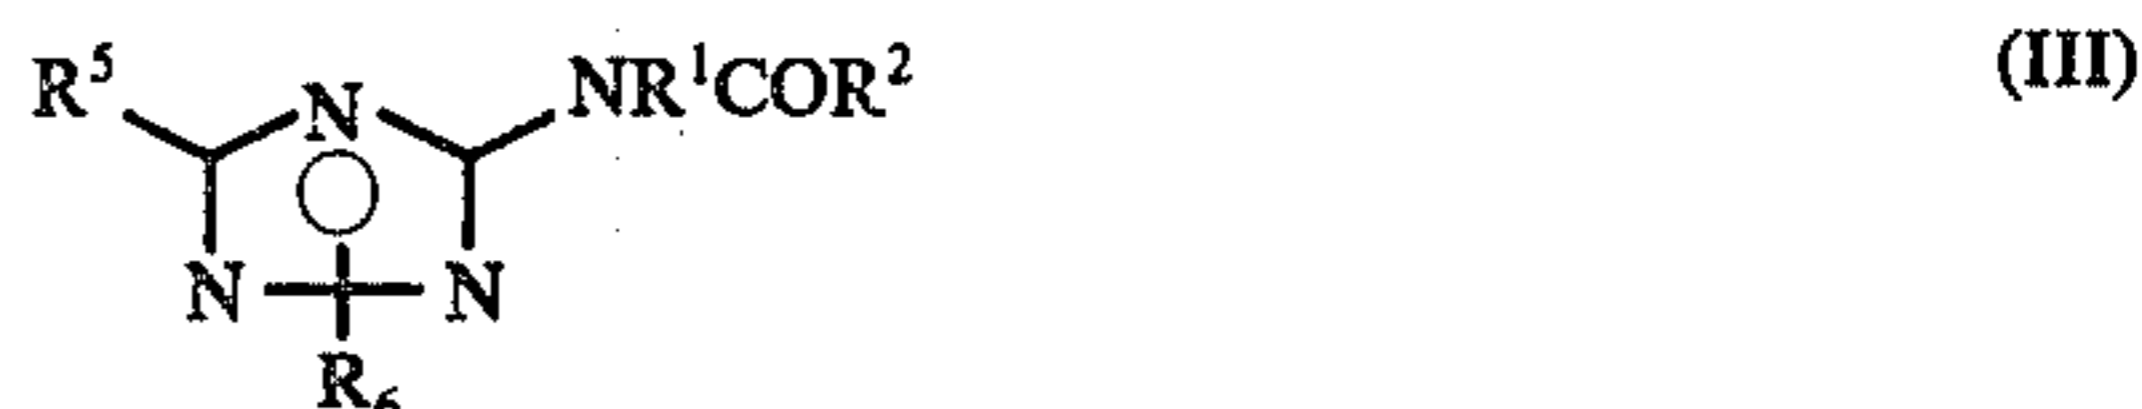 R⁵ N NR¹COR² (III)
N N
R₆